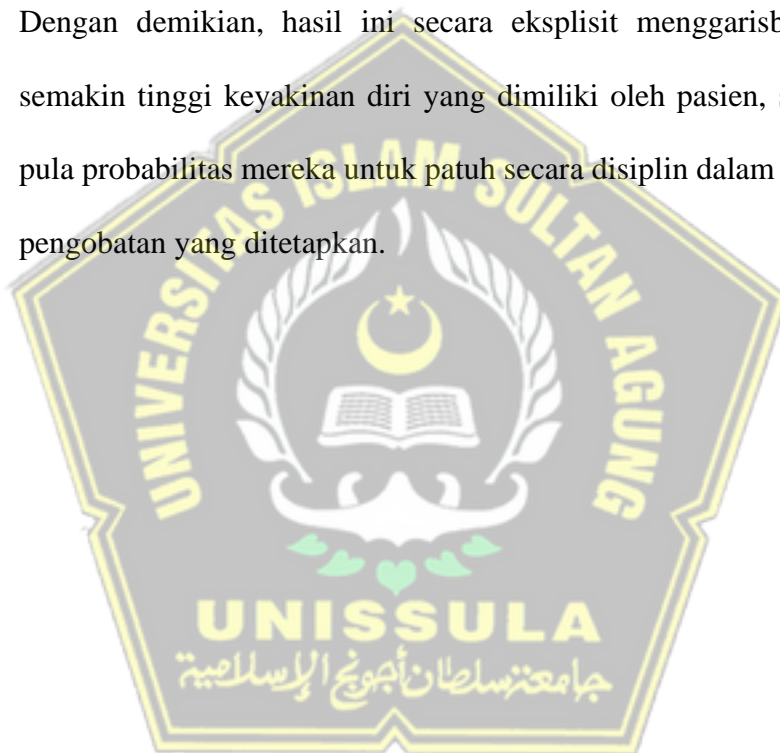 Dengan demikian, hasil ini secara eksplisit menggarisb
semakin tinggi keyakinan diri yang dimiliki oleh pasien, s
pula probabilitas mereka untuk patuh secara disiplin dalam
pengobatan yang ditetapkan.
UNIVERSITAS ISLAM SULTAN AGUNG
UNISSULA
جامعة سلطان أجونج الإسلامية